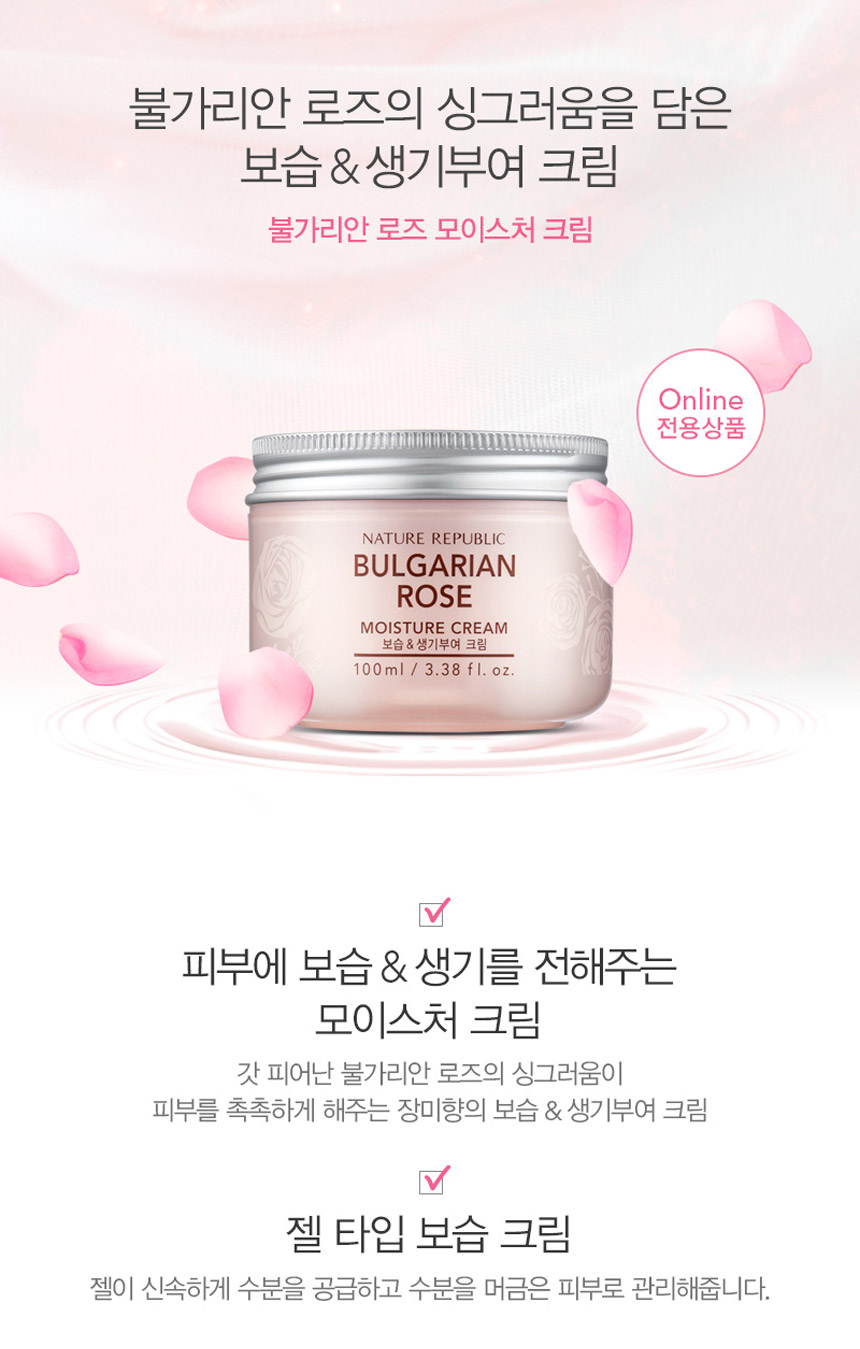 불가리안 로즈의 싱그러움을 담은
보습 & 생기부여 크림
불가리안 로즈 모이스처 크림
Online
전용상품
NATURE REPUBLIC
BULGARIAN
ROSE
MOISTURE CREAM
보습 & 생기부여 크림
100ml / 3.38 fl. oz.
피부에 보습 & 생기를 전해주는
모이스처 크림
갓 피어난 불가리안 로즈의 싱그러움이
피부를 촉촉하게 해주는 장미향의 보습 & 생기부여 크림
젤 타입 보습 크림
젤이 신속하게 수분을 공급하고 수분을 머금은 피부로 관리해줍니다.